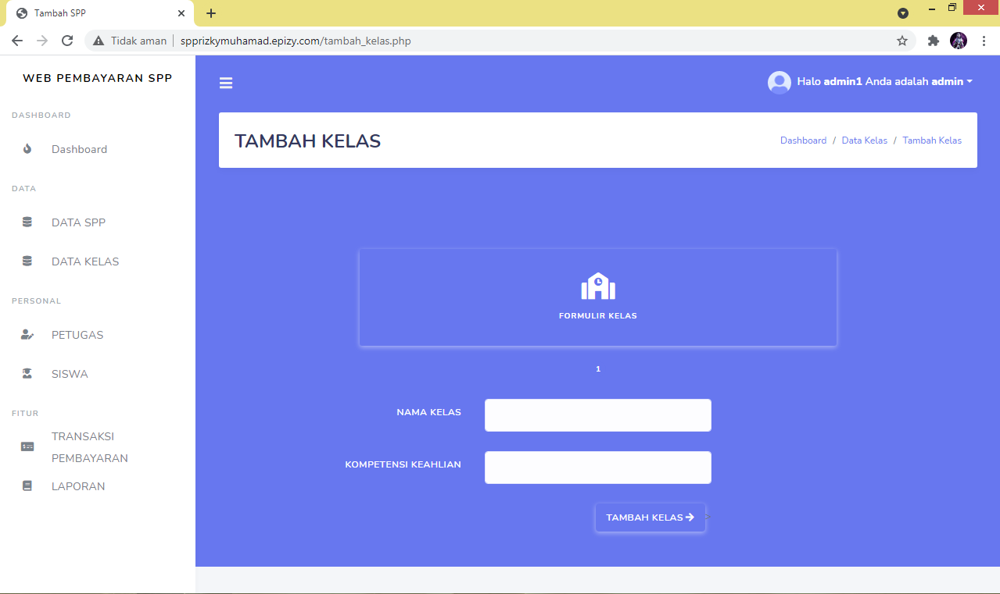 Tambah SPP
Tidak aman
spprizkymuhamad.epizy.com/tambah_kelas.php
WEB PEMBAYARAN SPP
DASHBOARD
Dashboard
DATA
DATA SPP
DATA KELAS
PERSONAL
PETUGAS
SISWA
FITUR
TRANSAKSI
PEMBAYARAN
LAPORAN
Halo admin1 Anda adalah admin
TAMBAH KELAS
Dashboard / Data Kelas / Tambah Kelas
FORMULIR KELAS
1
NAMA KELAS
KOMPETENSI KEAHLIAN
TAMBAH KELAS
>